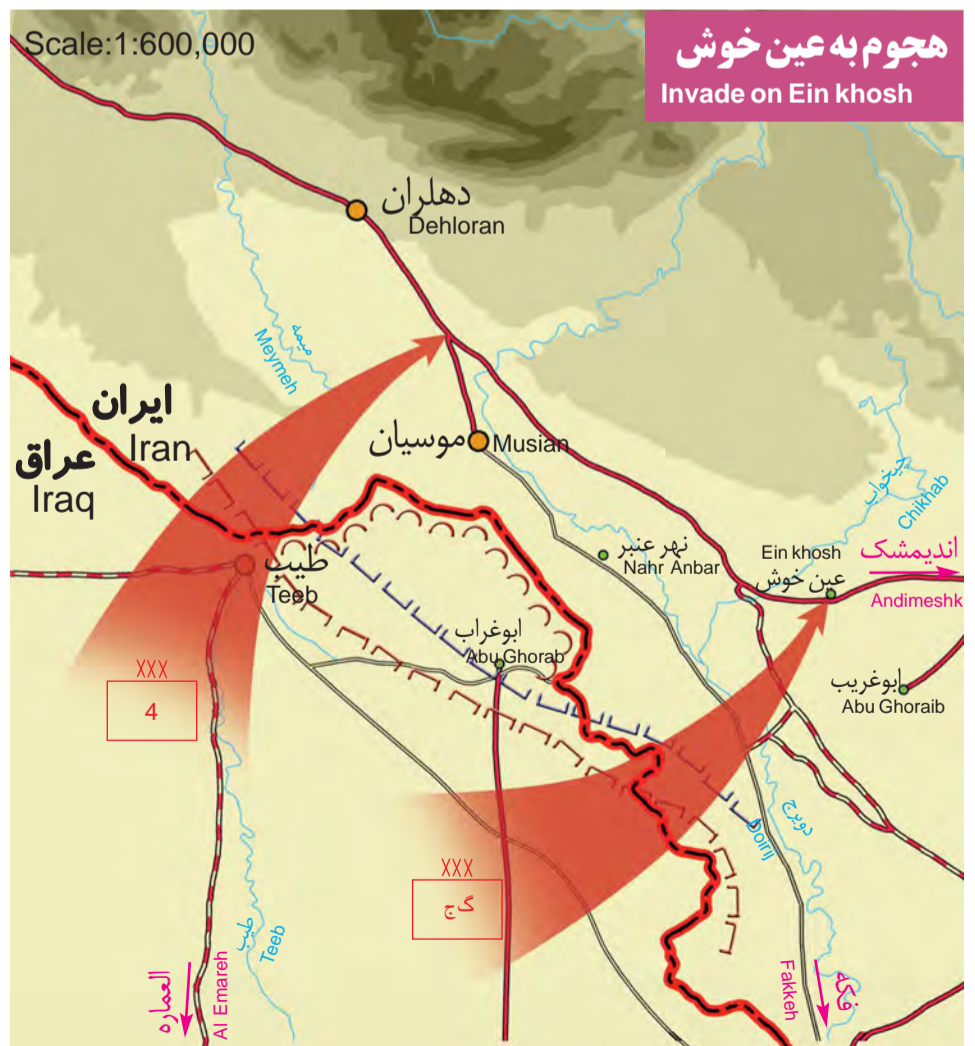 Scale:1:600,000
هجوم به عین خوش
Invade on Ein khosh
دهلران
Dehloran
میمه
Meymeh
ایران
Iran
عراق
Iraq
موسیان
Musian
چیخواب
Chikhab
نهر عنبر
Nahr Anbar
Ein khosh
عین خوش
اندیمشک
Andimeshk
طیب
Teeb
ابوغراب
Abu Ghorab
ابوغریب
Abu Ghoraib
XXX
4
دویرج
Doirij
XXX
گ ج
طیب
Teeb
العماره
Al Emareh
فکه
Fakkeh